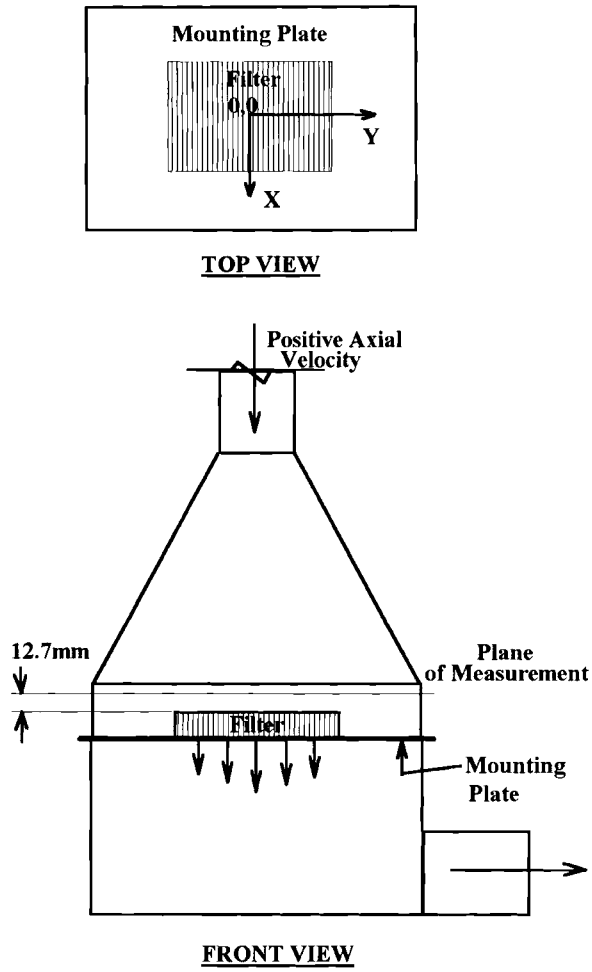 Mounting Plate
Filter
0,0
Y
X
TOP VIEW
Positive Axial
Velocity
12.7mm
Plane
of Measurement
Filter
Mounting
Plate
FRONT VIEW